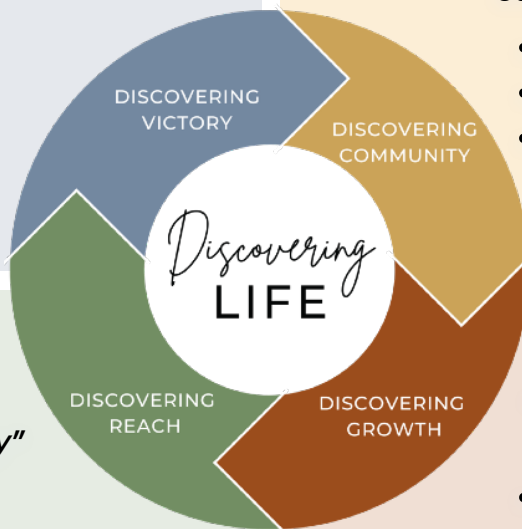 DISCOVERING
VICTORY
DISCOVERING
COMMUNITY
Discovering
LIFE
DISCOVERING
REACH
DISCOVERING
GROWTH
y"